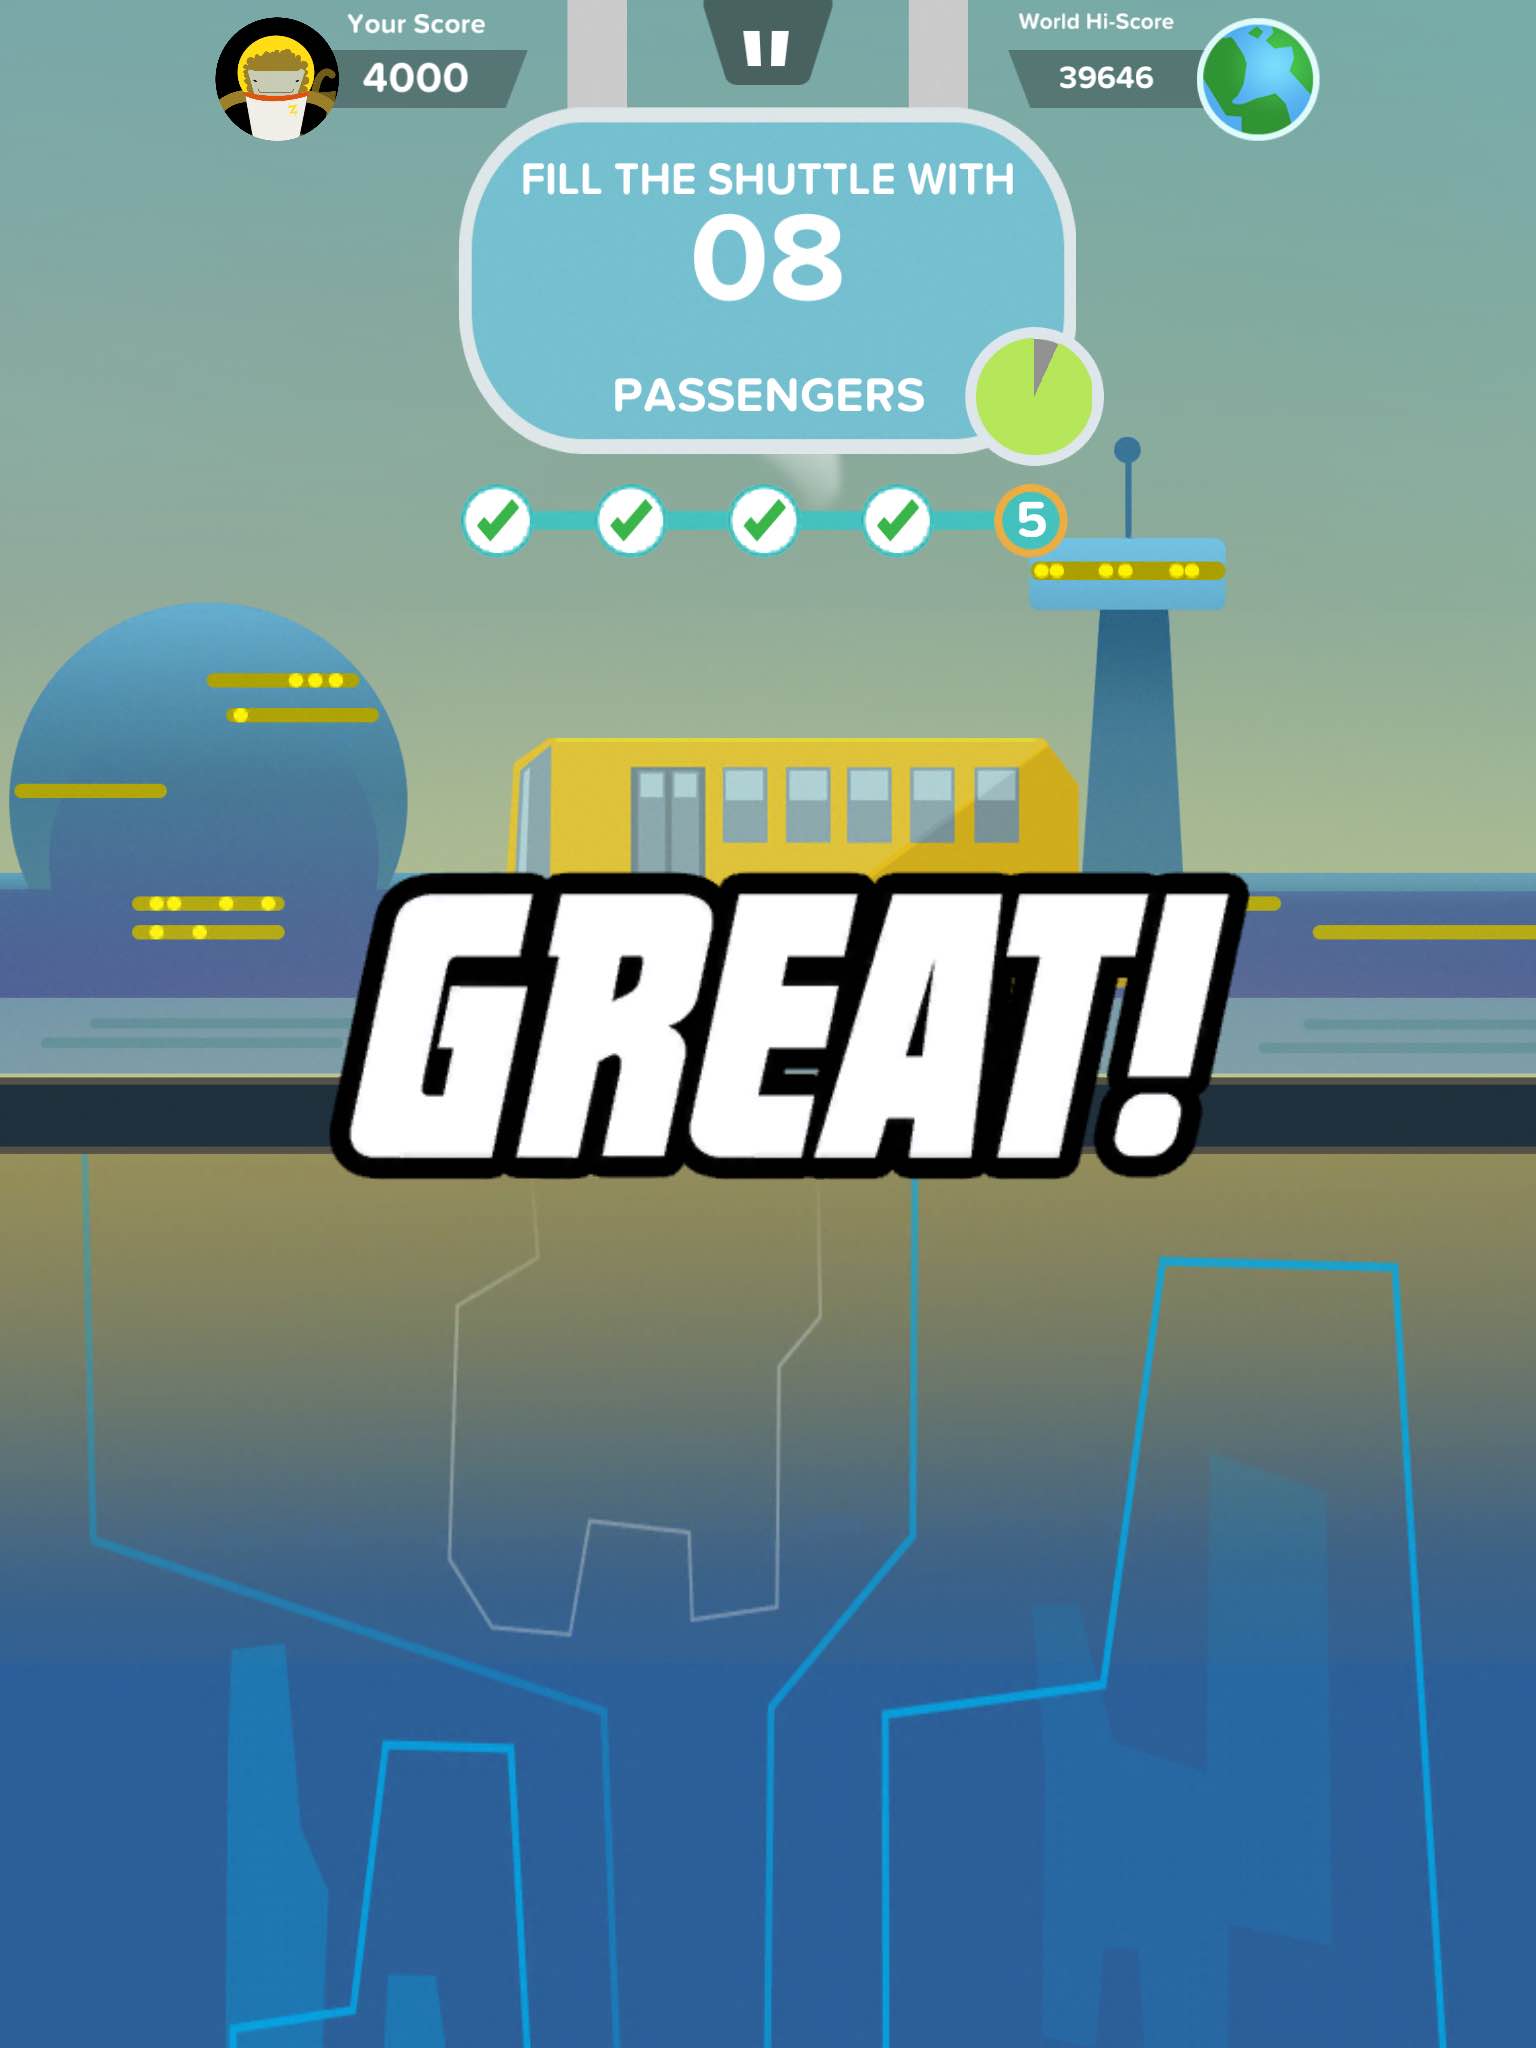 Your Score
4000
World Hi-Score
39646
FILL THE SHUTTLE WITH
08
PASSENGERS
5
GREAT!